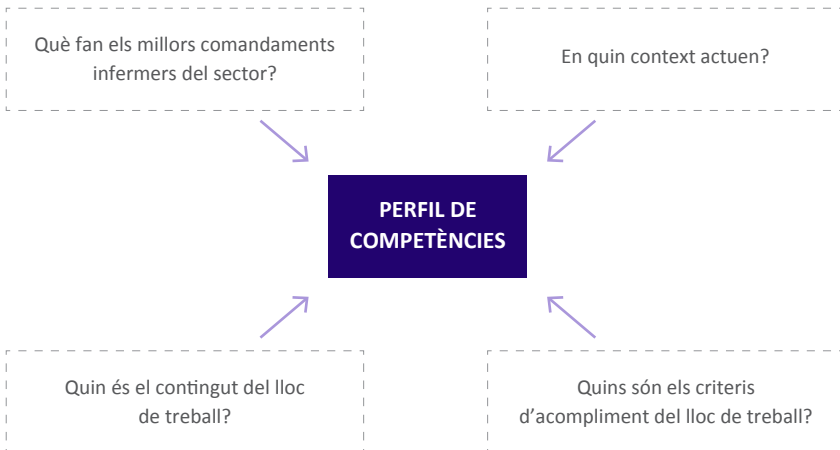 Què fan els millors comandaments
infermers del sector?
En quin context actuen?
PERFIL DE
COMPETÈNCIES
Quin és el contingut del lloc
de treball?
Quins són els criteris
d’acompliment del lloc de treball?